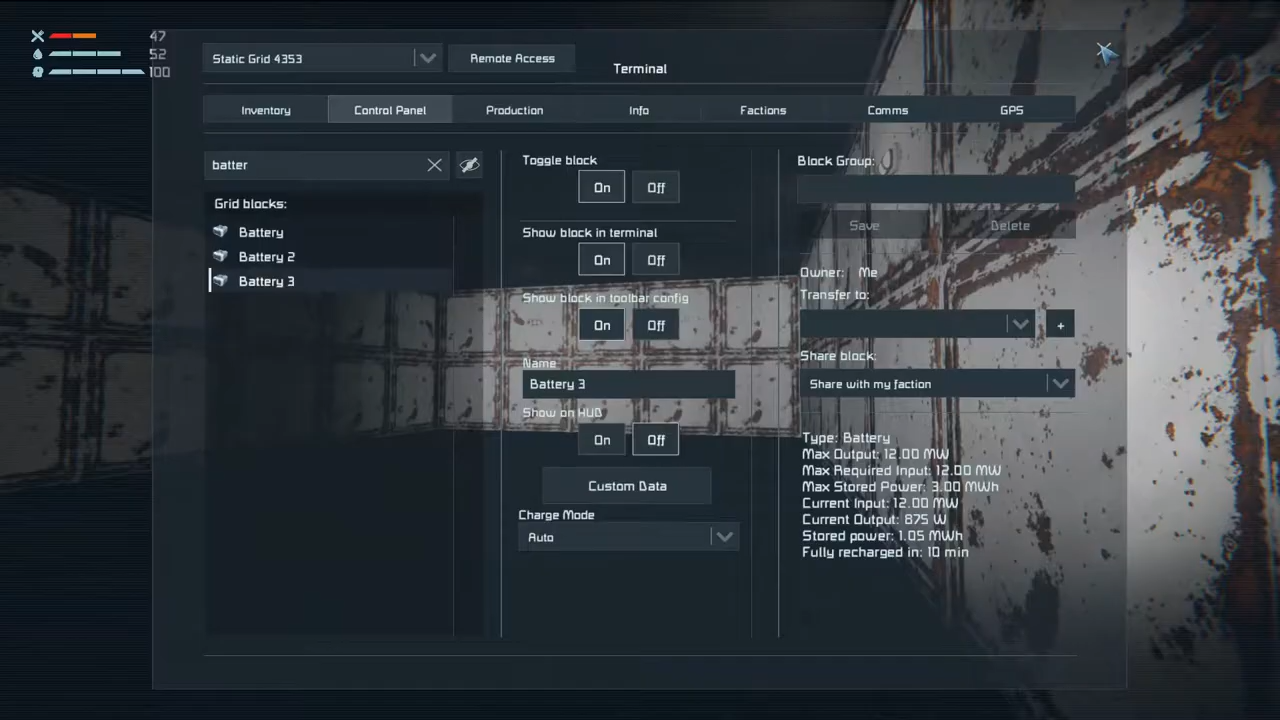 47
52
100
Static Grid 4353
Remote Access
Terminal
Inventory
Control Panel
Production
Info
Factions
Comms
GPS
batter
Grid blocks:
Battery
Battery 2
Battery 3
Toggle block
On Off
Show block in terminal
On Off
Show block in toolbar config
On Off
Name
Battery 3
Show on HUD
On Off
Custom Data
Charge Mode
Auto
Block Group:
Save Delete
Owner: Me
Transfer to:
+
Share block:
Share with my faction
Type: Battery
Max Output: 12.00 MW
Max Required Input: 12.00 MW
Max Stored Power: 3.00 MWh
Current Input: 12.00 MW
Current Output: 875 W
Stored power: 1.05 MWh
Fully recharged in: 10 min